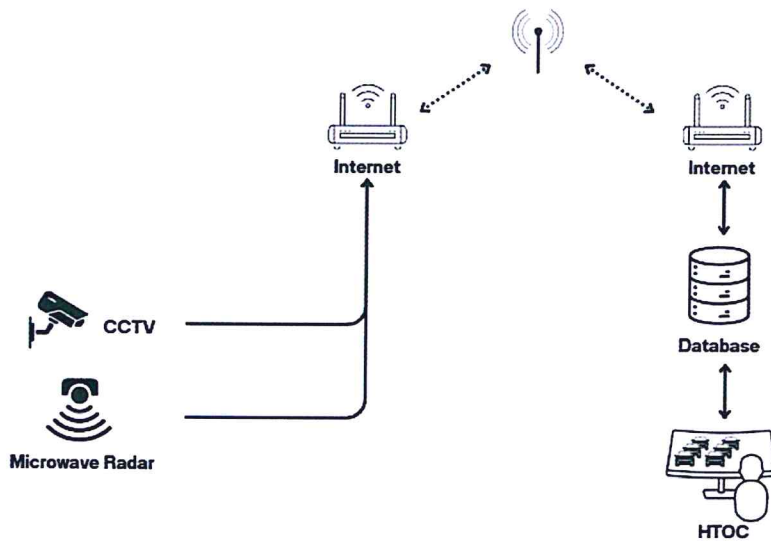 Internet
Internet
CCTV
Database
Microwave Radar
HTOC